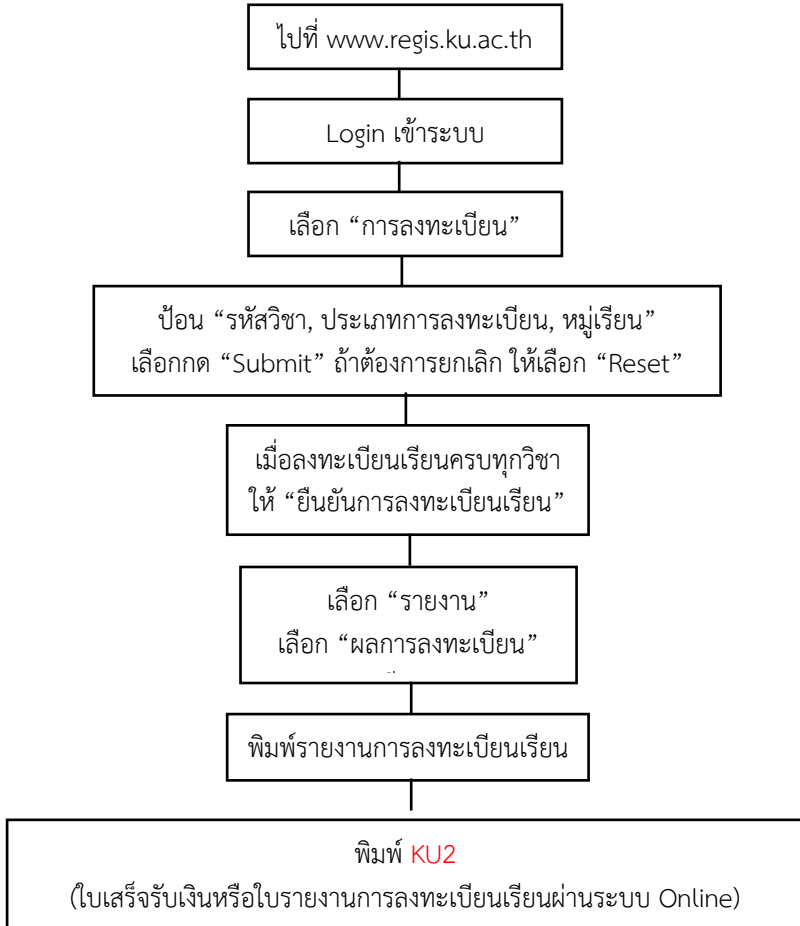 ไปที่ www.regis.ku.ac.th
Login เข้าระบบ
เลือก “การลงทะเบียน”
ป้อน “รหัสวิชา, ประเภทการลงทะเบียน, หมู่เรียน”
เลือกกด “Submit” ถ้าต้องการยกเลิก ให้เลือก “Reset”
เมื่อลงทะเบียนเรียนครบทุกวิชา
ให้ “ยืนยันการลงทะเบียนเรียน”
เลือก “รายงาน”
เลือก “ผลการลงทะเบียน”
พิมพ์รายงานการลงทะเบียนเรียน
พิมพ์ KU2
(ใบเสร็จรับเงินหรือใบรายงานการลงทะเบียนเรียนผ่านระบบ Online)